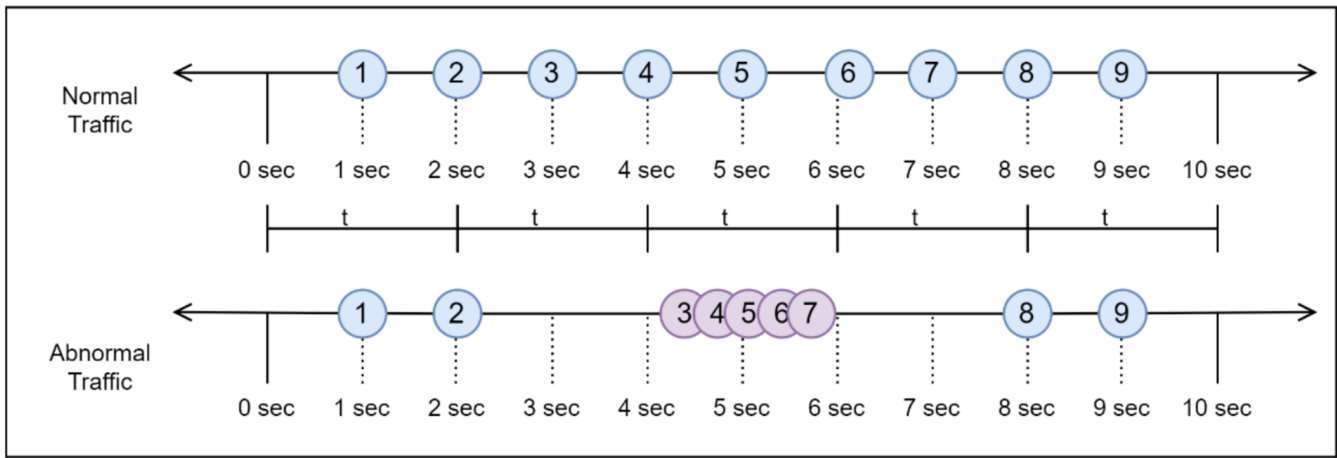 1 2 3 4 5 6 7 8 9
Normal
Traffic
0 sec 1 sec 2 sec 3 sec 4 sec 5 sec 6 sec 7 sec 8 sec 9 sec 10 sec
t t t t t
1 2 3 4 5 6 7 8 9
Abnormal
Traffic
0 sec 1 sec 2 sec 3 sec 4 sec 5 sec 6 sec 7 sec 8 sec 9 sec 10 sec